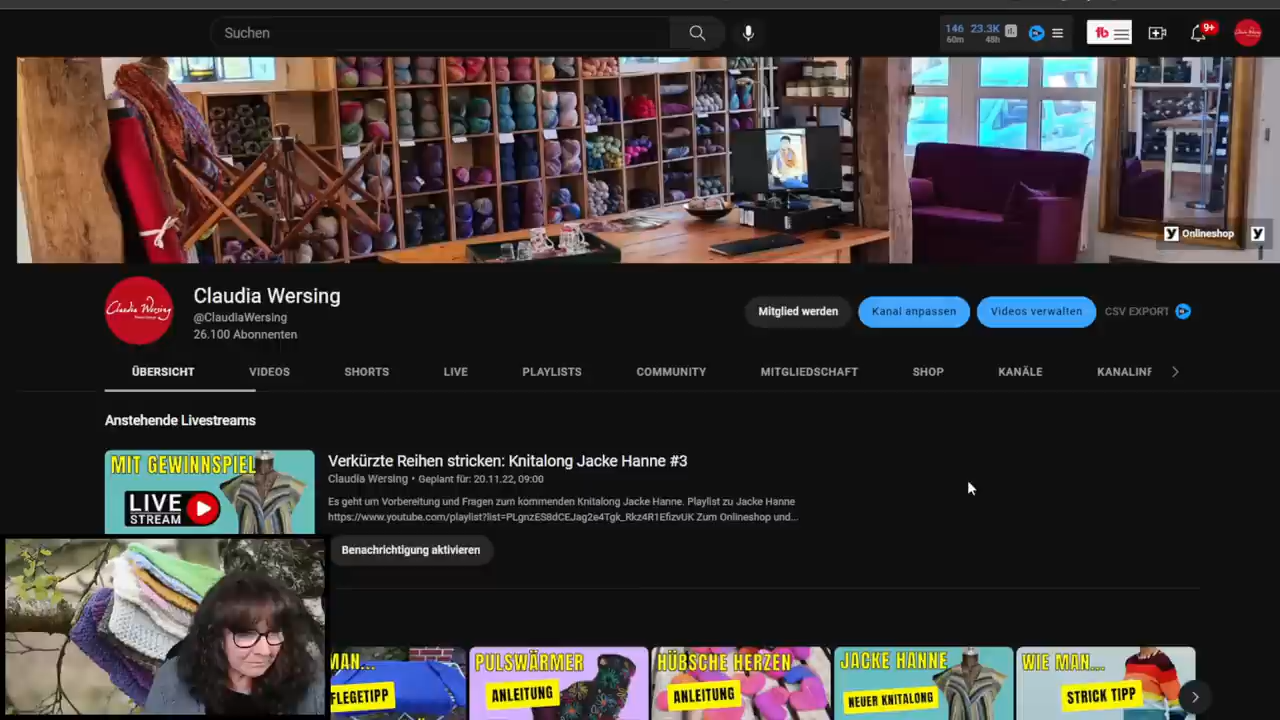 Suchen
146 23.3K
60m 48h
fb
9+
y Onlineshop y
Claudia Wersing
Claudia Wersing
@ClaudiaWersing
26.100 Abonnenten
Mitglied werden
Kanal anpassen
Videos verwalten
CSV EXPORT
ÜBERSICHT VIDEOS SHORTS LIVE PLAYLISTS COMMUNITY MITGLIEDSCHAFT SHOP KANÄLE KANALINF
Anstehende Livestreams
MIT GEWINNSPIEL
LIVE
STREAM
Verkürzte Reihen stricken: Knitalong Jacke Hanne #3
Claudia Wersing • Geplant für: 20.11.22, 09:00
Es geht um Vorbereitung und Fragen zum kommenden Knitalong Jacke Hanne. Playlist zu Jacke Hanne
https://www.youtube.com/playlist?list=PLgnzES8dCEJag2e4Tgk_Rkz4R1EfizvUK Zum Onlineshop und...
Benachrichtigung aktivieren
MAN...
FLEGETIPP
PULSWÄRMER
ANLEITUNG
HÜBSCHE HERZEN
ANLEITUNG
JACKE HANNE
NEUER KNITALONG
WIE MAN...
STRICK TIPP